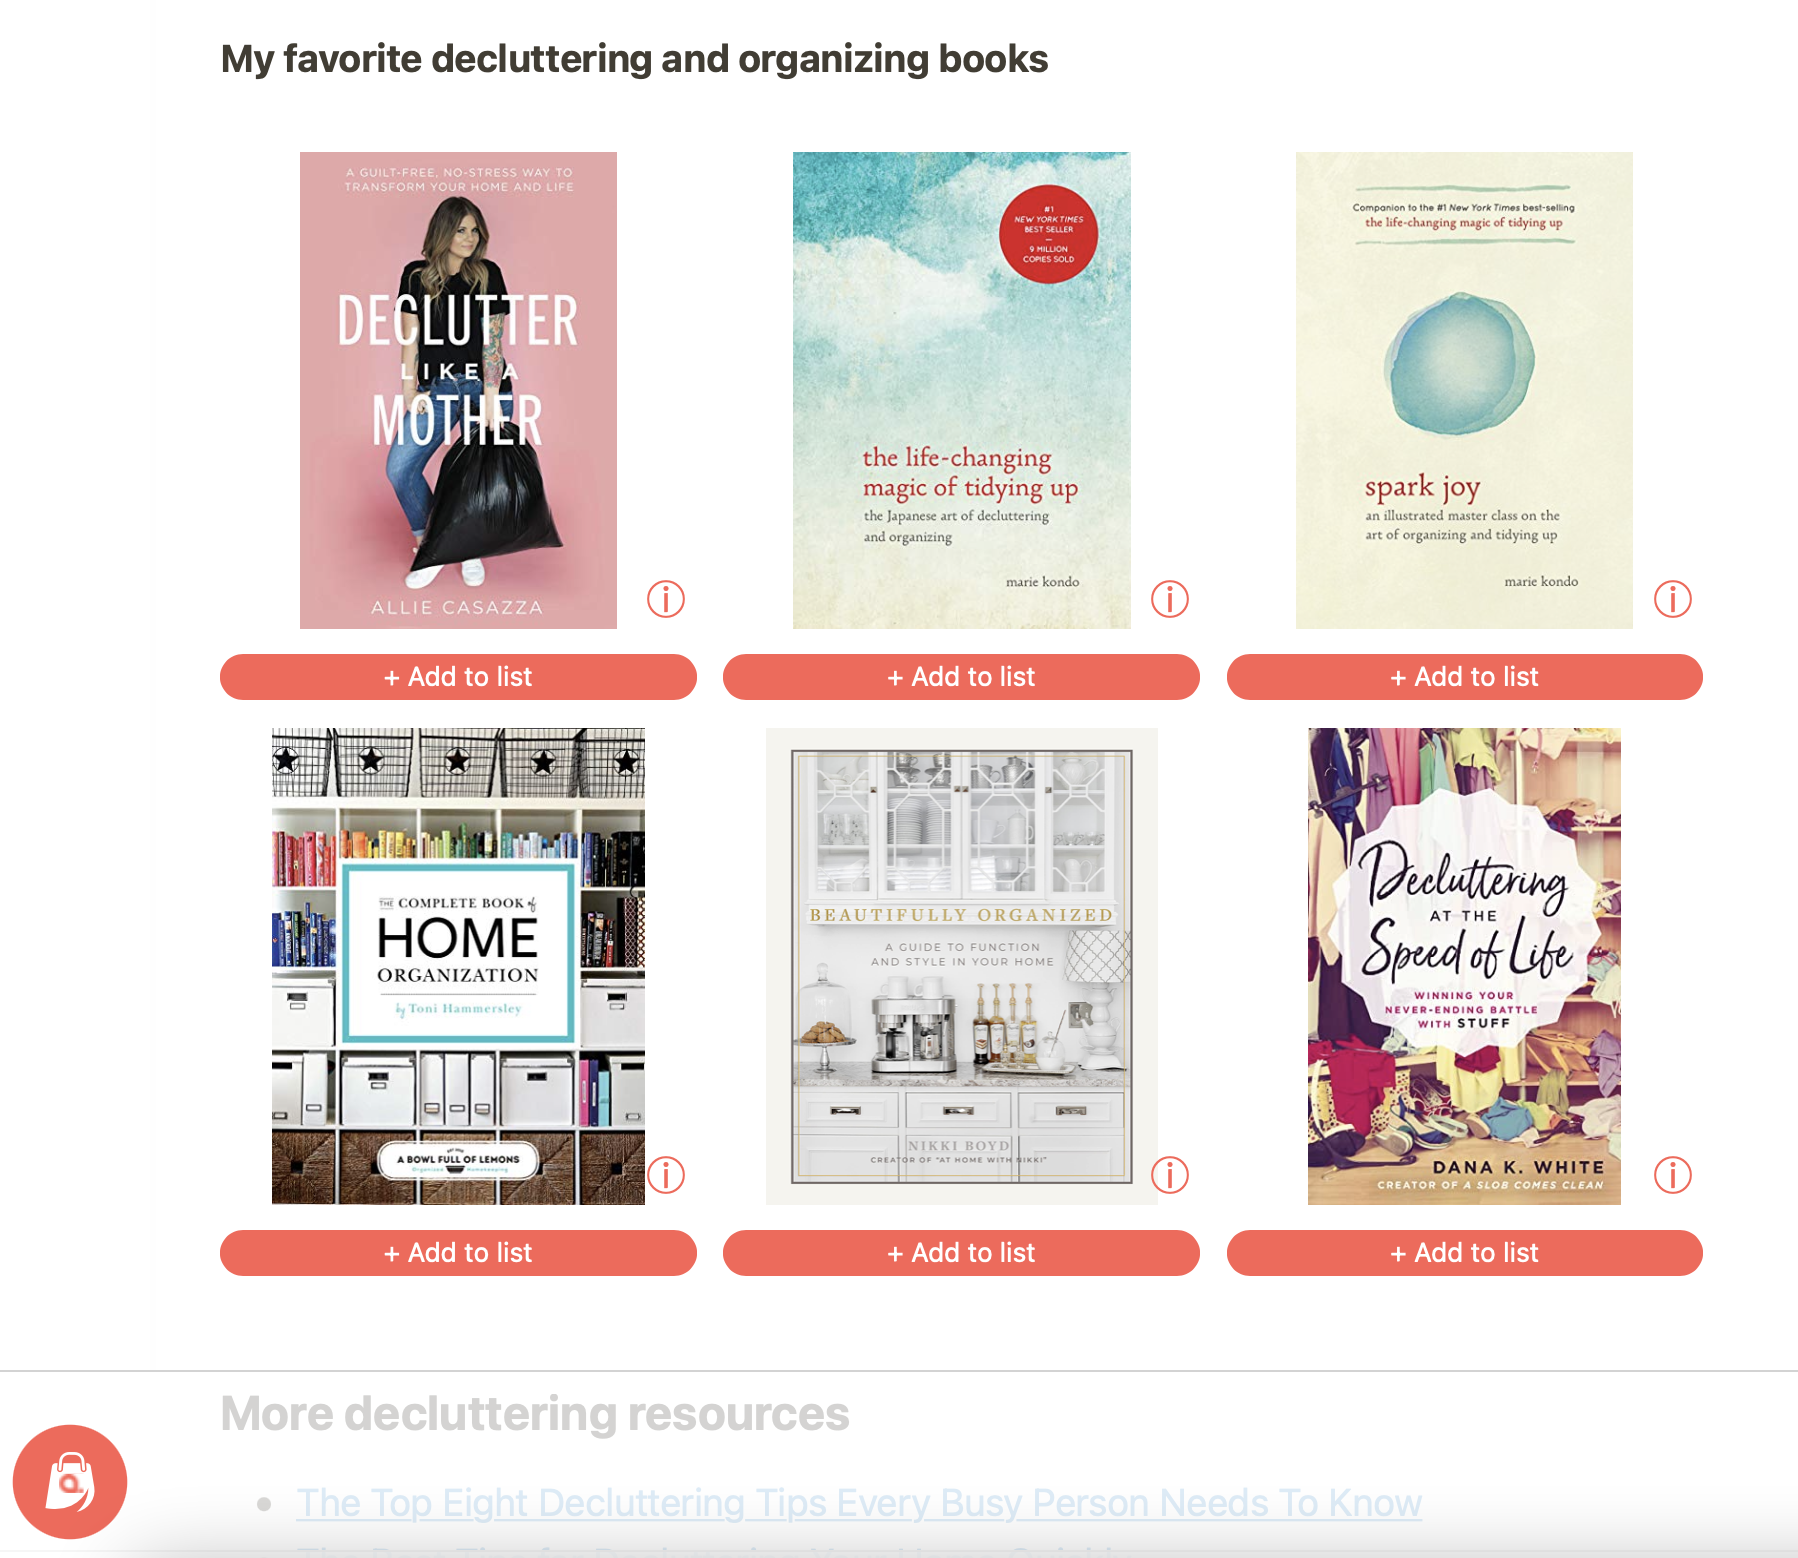 My favorite decluttering and organizing books
A GUILT-FREE, NO-STRESS WAY TO
TRANSFORM YOUR HOME AND LIFE
DECLUTTER
LIKE A
MOTHER
ALLIE CASAZZA
#1
NEW YORK TIMES
BEST SELLER
9 MILLION
COPIES SOLD
the life-changing
magic of tidying up
the Japanese art of decluttering
and organizing
marie kondo
Companion to the #1 New York Times best-selling
the life-changing magic of tidying up
spark joy
an illustrated master class on the
art of organizing and tidying up
marie kondo
+ Add to list
+ Add to list
+ Add to list
THE COMPLETE BOOK of
HOME
ORGANIZATION
by Toni Hammersley
A BOWL FULL OF LEMONS
Organized Homekeeping
BEAUTIFULLY ORGANIZED
A GUIDE TO FUNCTION
AND STYLE IN YOUR HOME
NIKKI BOYD
CREATOR OF "AT HOME WITH NIKKI"
Decluttering
AT THE
Speed of Life
WINNING YOUR
NEVER-ENDING BATTLE
WITH STUFF
DANA K. WHITE
CREATOR OF A SLOB COMES CLEAN
+ Add to list
+ Add to list
+ Add to list
More decluttering resources
The Top Eight Decluttering Tips Every Busy Person Needs To Know